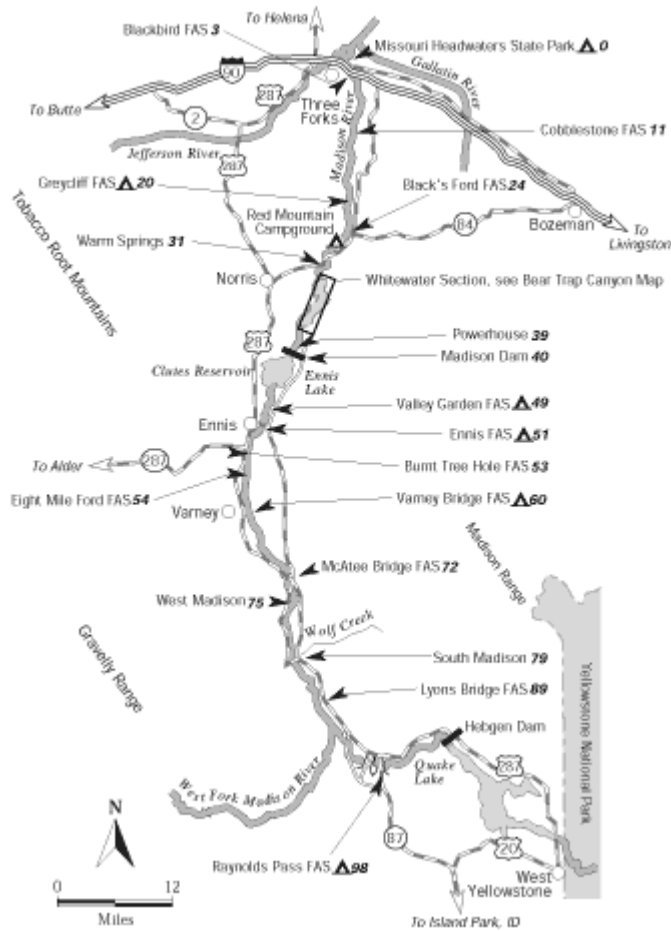 To Helena
Blackbird FAS 3
Missouri Headwaters State Park 0
90
287
Gallatin River
To Butte
2
Three
Forks
Jefferson River
Madison River
Cobblestone FAS 11
287
Greycliff FAS 20
Black's Ford FAS 24
Red Mountain
Campground
84
Bozeman
To
Livingston
Tobacco Root Mountains
Warm Springs 31
Norris
Whitewater Section, see Bear Trap Canyon Map
287
Powerhouse 39
Madison Dam 40
Clutes Reservoir
Ennis
Lake
Valley Garden FAS 49
Ennis
Ennis FAS 51
To Alder
287
Burnt Tree Hole FAS 53
Eight Mile Ford FAS 54
Varney Bridge FAS 60
Varney
Madison Range
McAtee Bridge FAS 72
West Madison 75
Wolf Creek
Gravelly Range
South Madison 79
Lyons Bridge FAS 89
Yellowstone National Park
Hebgen Dam
Quake
Lake
287
West Fork Madison River
N
87
20
Raynolds Pass FAS 98
West
Yellowstone
0 12
Miles
To Island Park, ID